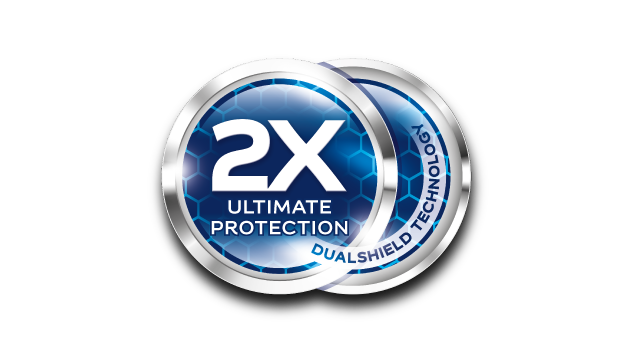 2X
ULTIMATE
PROTECTION
DUALSHIELD TECHNOLOGY